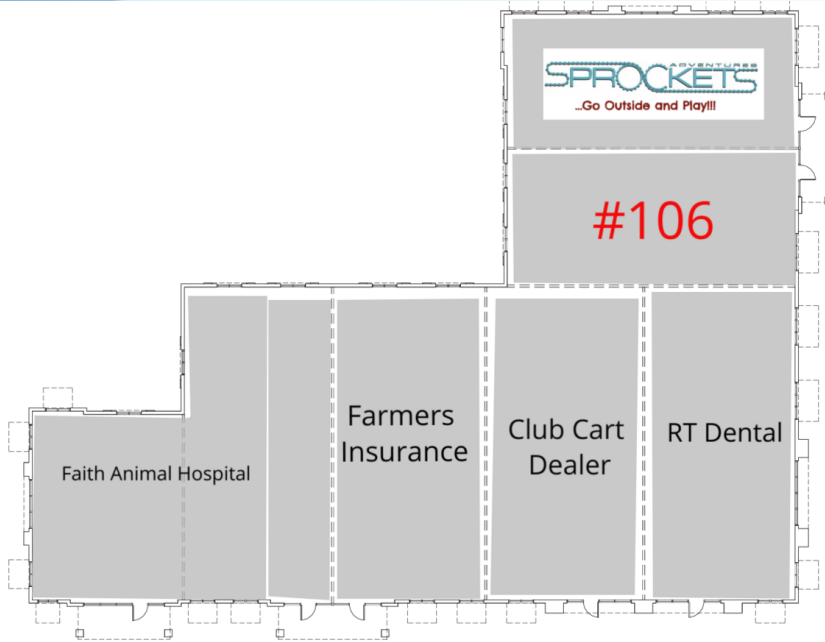 ADVENTURES
SPROCKETS
...Go Outside and Play!!!
#106
Farmers
Insurance
Club Cart
Dealer
RT Dental
Faith Animal Hospital